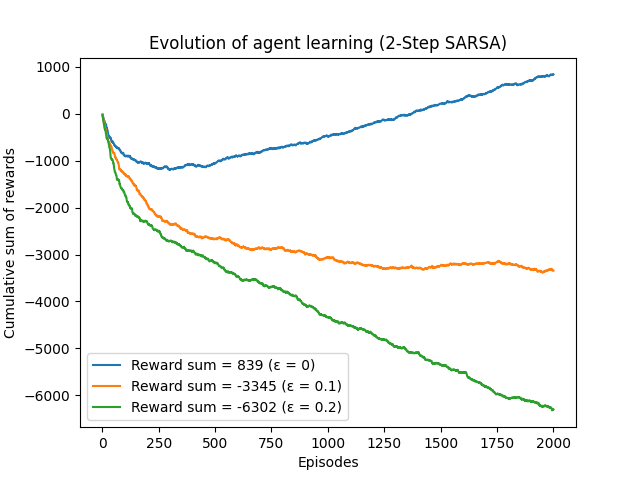 Evolution of agent learning (2-Step SARSA)
1000
0
−1000
−2000
−3000
−4000
−5000
−6000
Cumulative sum of rewards
Reward sum = 839 (ε = 0)
Reward sum = -3345 (ε = 0.1)
Reward sum = -6302 (ε = 0.2)
0 250 500 750 1000 1250 1500 1750 2000
Episodes